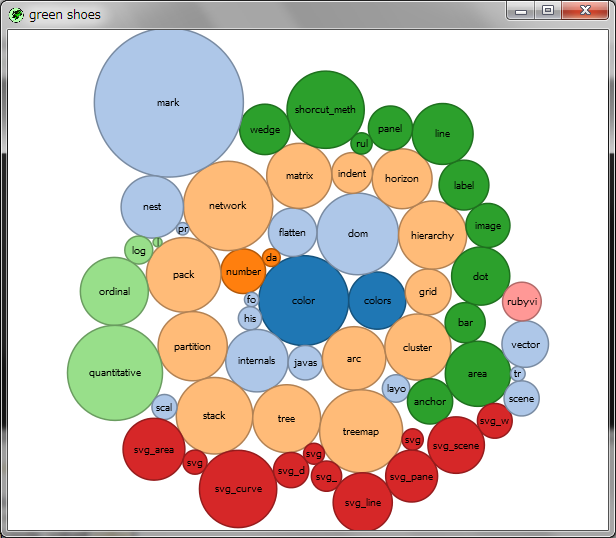 green shoes
mark
shorcut_meth
wedge
panel
line
rul
matrix
indent
horizon
label
nest
network
image
pr
flatten
dom
hierarchy
l
log
pack
number
da
dot
ordinal
grid
fo
color
colors
rubyvi
his
bar
partition
cluster
vector
internals
javas
arc
quantitative
area
tr
layo
scene
scal
anchor
stack
tree
treemap
svg_w
svg_area
svg
svg
svg
svg_scene
svg_d
svg_
svg_pane
svg_curve
svg_line